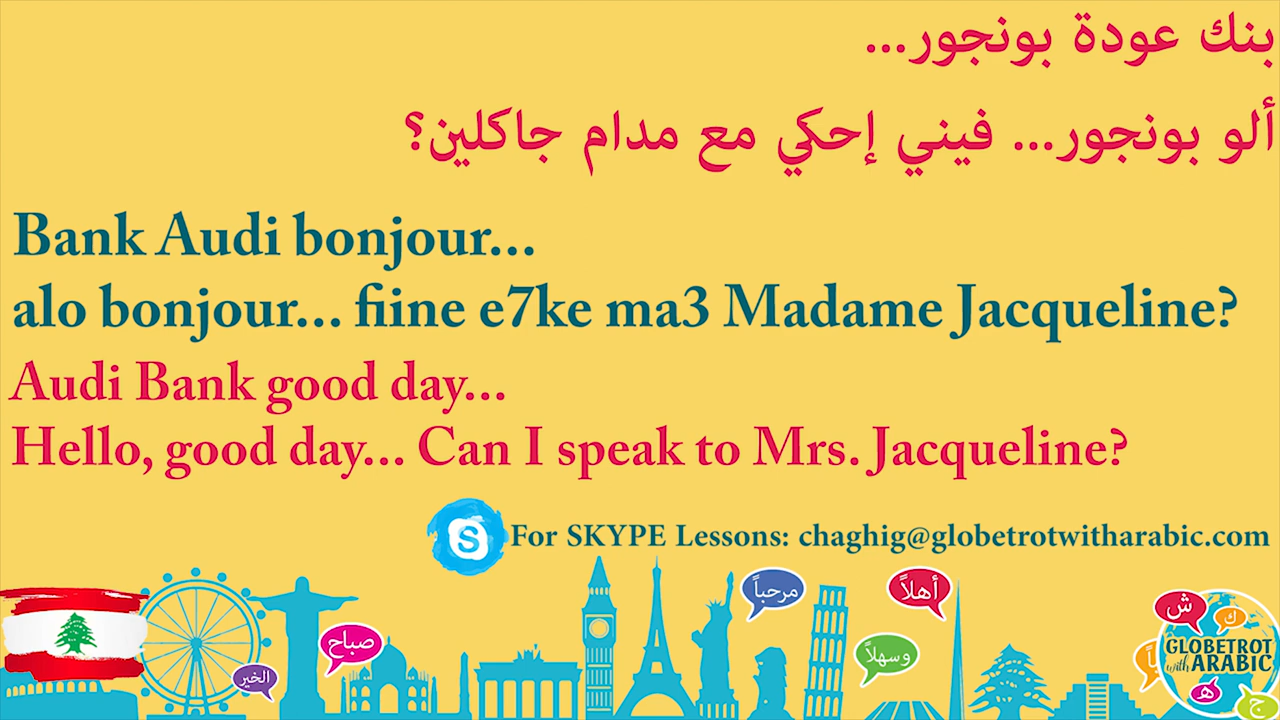 بنك عودة بونجور...
ألو بونجور... فيني إحكي مع مدام جاكلين؟
Bank Audi bonjour...
alo bonjour... fiine e7ke ma3 Madame Jacqueline?
Audi Bank good day...
Hello, good day... Can I speak to Mrs. Jacqueline?
S For SKYPE Lessons: chaghig@globetrotwitharabic.com
مرحباً
أهلاً
وسهلاً
صباح
الخير
ش
ك
GLOBETROT
with ARABIC
أ
هـ
ج